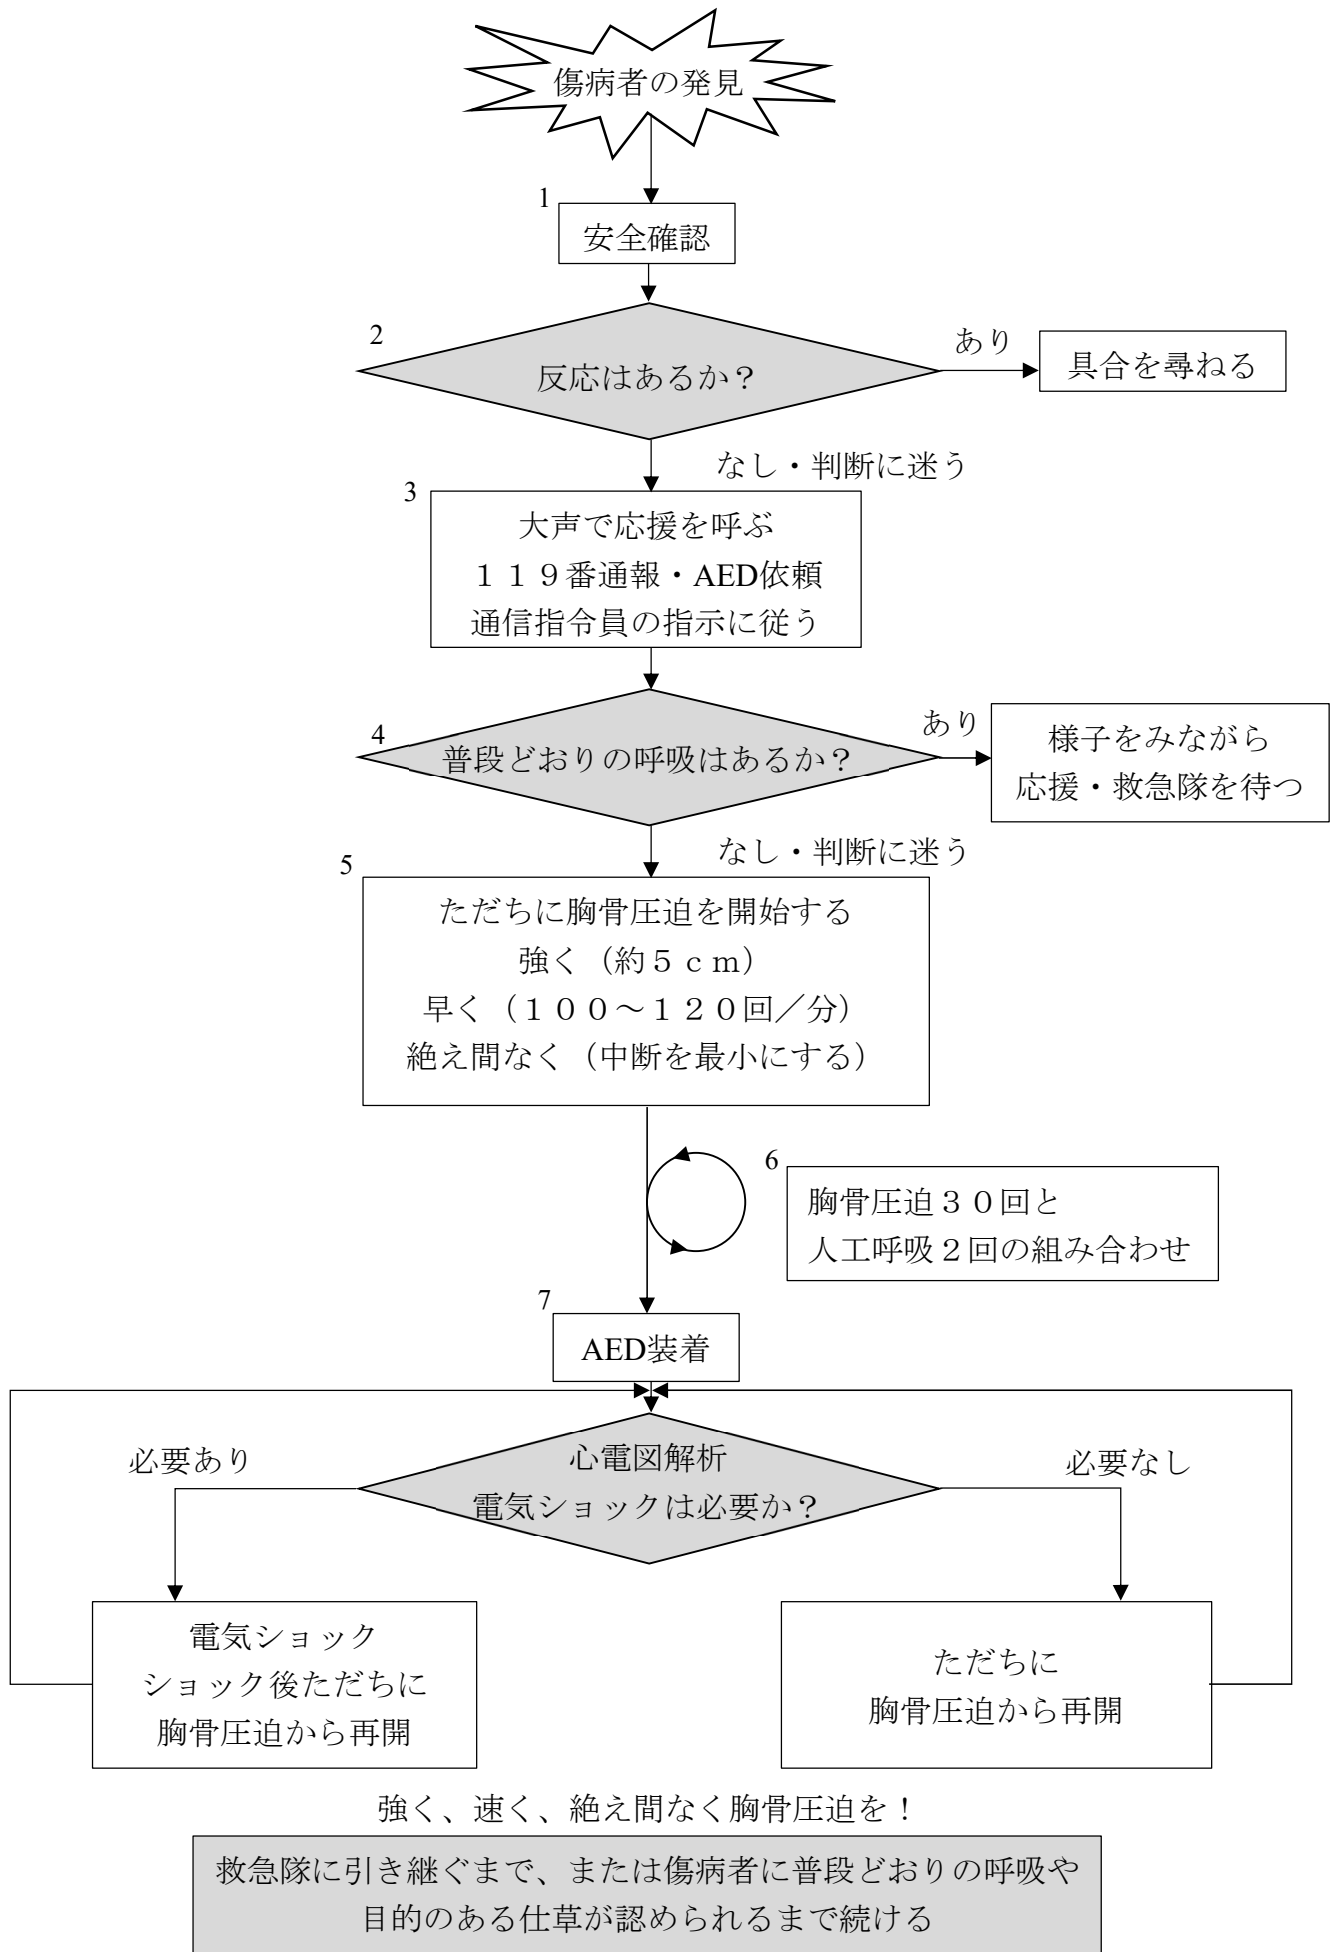 傷病者の発見
1
安全確認
2
反応はあるか？
あり
具合を尋ねる
なし・判断に迷う
3
大声で応援を呼ぶ
１１９番通報・AED依頼
通信指令員の指示に従う
4
普段どおりの呼吸はあるか？
あり
様子をみながら
応援・救急隊を待つ
なし・判断に迷う
5
ただちに胸骨圧迫を開始する
強く（約５ｃｍ）
早く（１００～１２０回／分）
絶え間なく（中断を最小にする）
6
胸骨圧迫３０回と
人工呼吸２回の組み合わせ
7
AED装着
心電図解析
電気ショックは必要か？
必要あり
必要なし
電気ショック
ショック後ただちに
胸骨圧迫から再開
ただちに
胸骨圧迫から再開
強く、速く、絶え間なく胸骨圧迫を！
救急隊に引き継ぐまで、または傷病者に普段どおりの呼吸や
目的のある仕草が認められるまで続ける